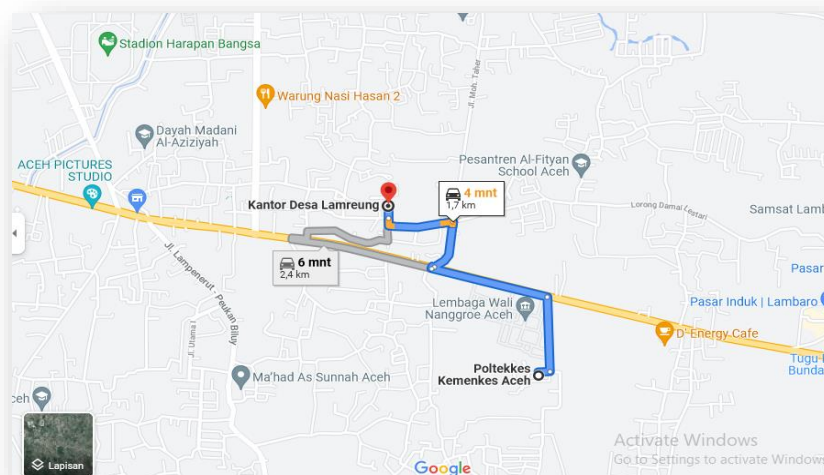 Stadion Harapan Bangsa
Warung Nasi Hasan 2
Jl. Moh. Taher
Dayah Madani
Al-Aziziyah
ACEH PICTURES
STUDIO
Pesantren Al-Fityan
School Aceh
4 mnt
1,7 km
Kantor Desa Lamreung
Lorong Damai Lestari
Samsat Lamb
6 mnt
2,4 km
Jl. Lampeneurut - Peukan Biluy
Pasar
Lembaga Wali
Nanggroe Aceh
Pasar Induk | Lambaro
Jl. Utama I
D' Energy Cafe
Tugu
Bunda
Poltekkes
Kemenkes Aceh
Ma'had As Sunnah Aceh
eh
Lapisan
Google
Activate Windows
Go to Settings to activate Windows